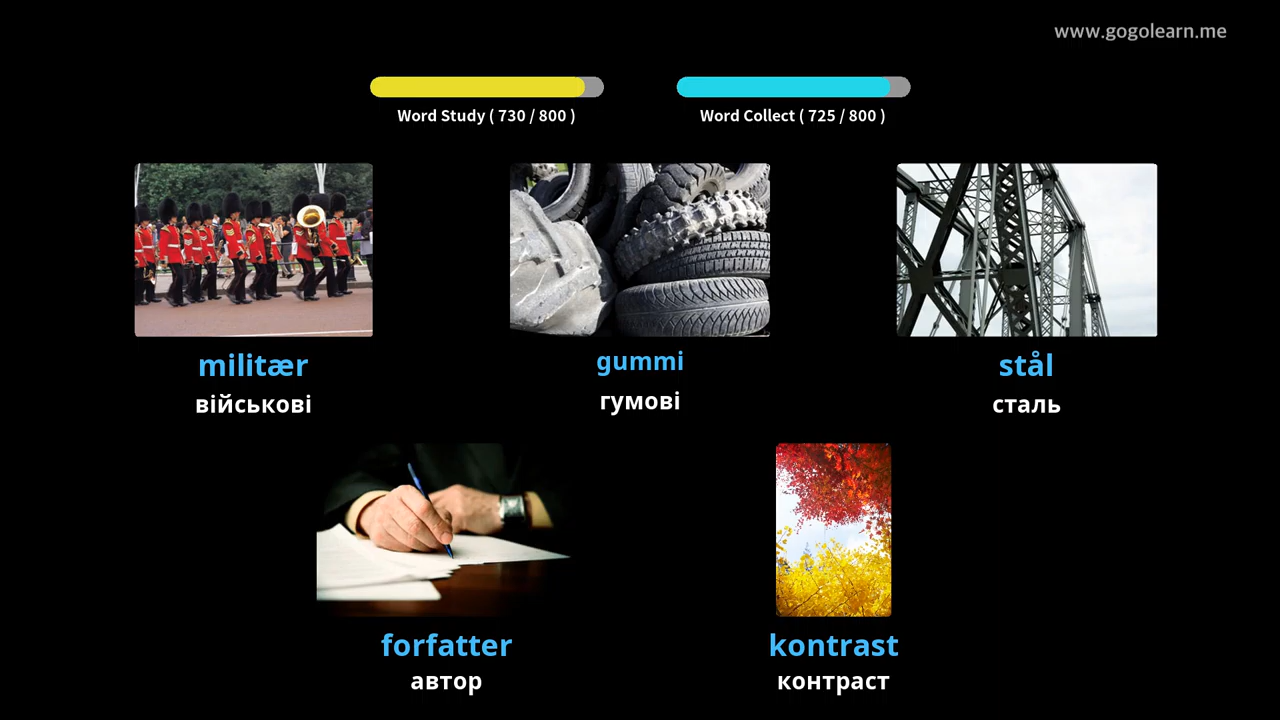 www.gogolearn.me
Word Study ( 730 / 800 )
Word Collect ( 725 / 800 )
militær
військові
gummi
гумові
stål
сталь
forfatter
автор
kontrast
контраст